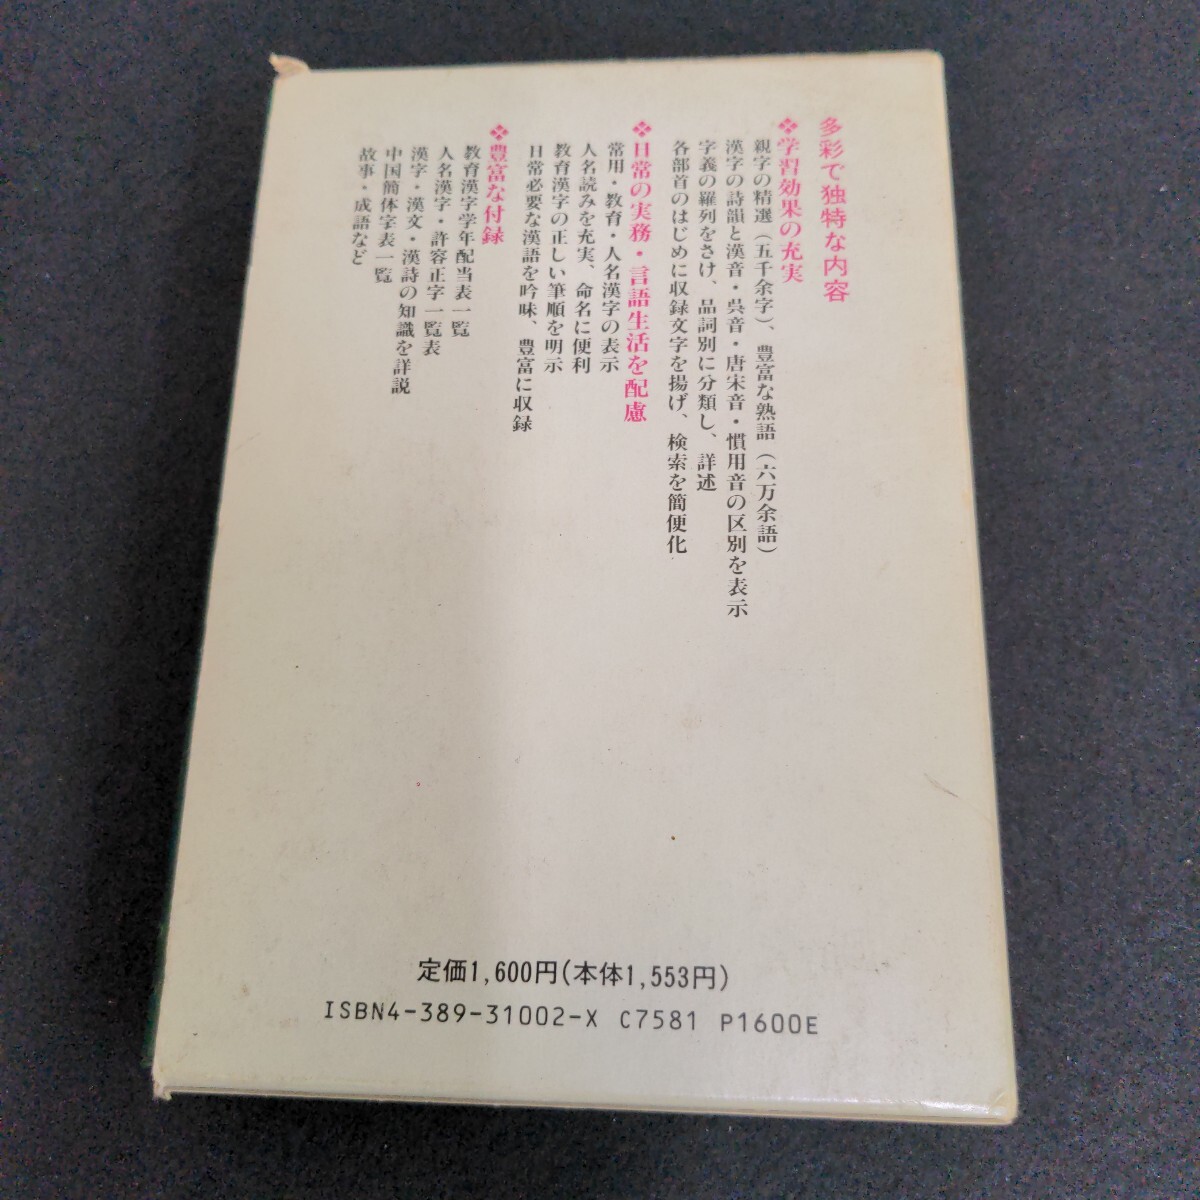 多彩で独特な内容
❖学習効果の充実
親字の精選（五千余字）、豊富な熟語（六万余語）
漢字の詩韻と漢音・呉音・唐宋音・慣用音の区別を表示
字義の羅列をさけ、品詞別に分類し、詳述
各部首のはじめに収録文字を揚げ、検索を簡便化
❖日常の実務・言語生活を配慮
常用・教育・人名漢字の表示
人名読みを充実、命名に便利
教育漢字の正しい筆順を明示
日常必要な漢語を吟味、豊富に収録
❖豊富な付録
教育漢字学年配当表一覧
人名漢字・許容正字一覧表
漢字・漢文・漢詩の知識を詳説
中国簡体字表一覧
故事・成語など
定価1,600円(本体1,553円)
ISBN4-389-31002-X C7581 P1600E